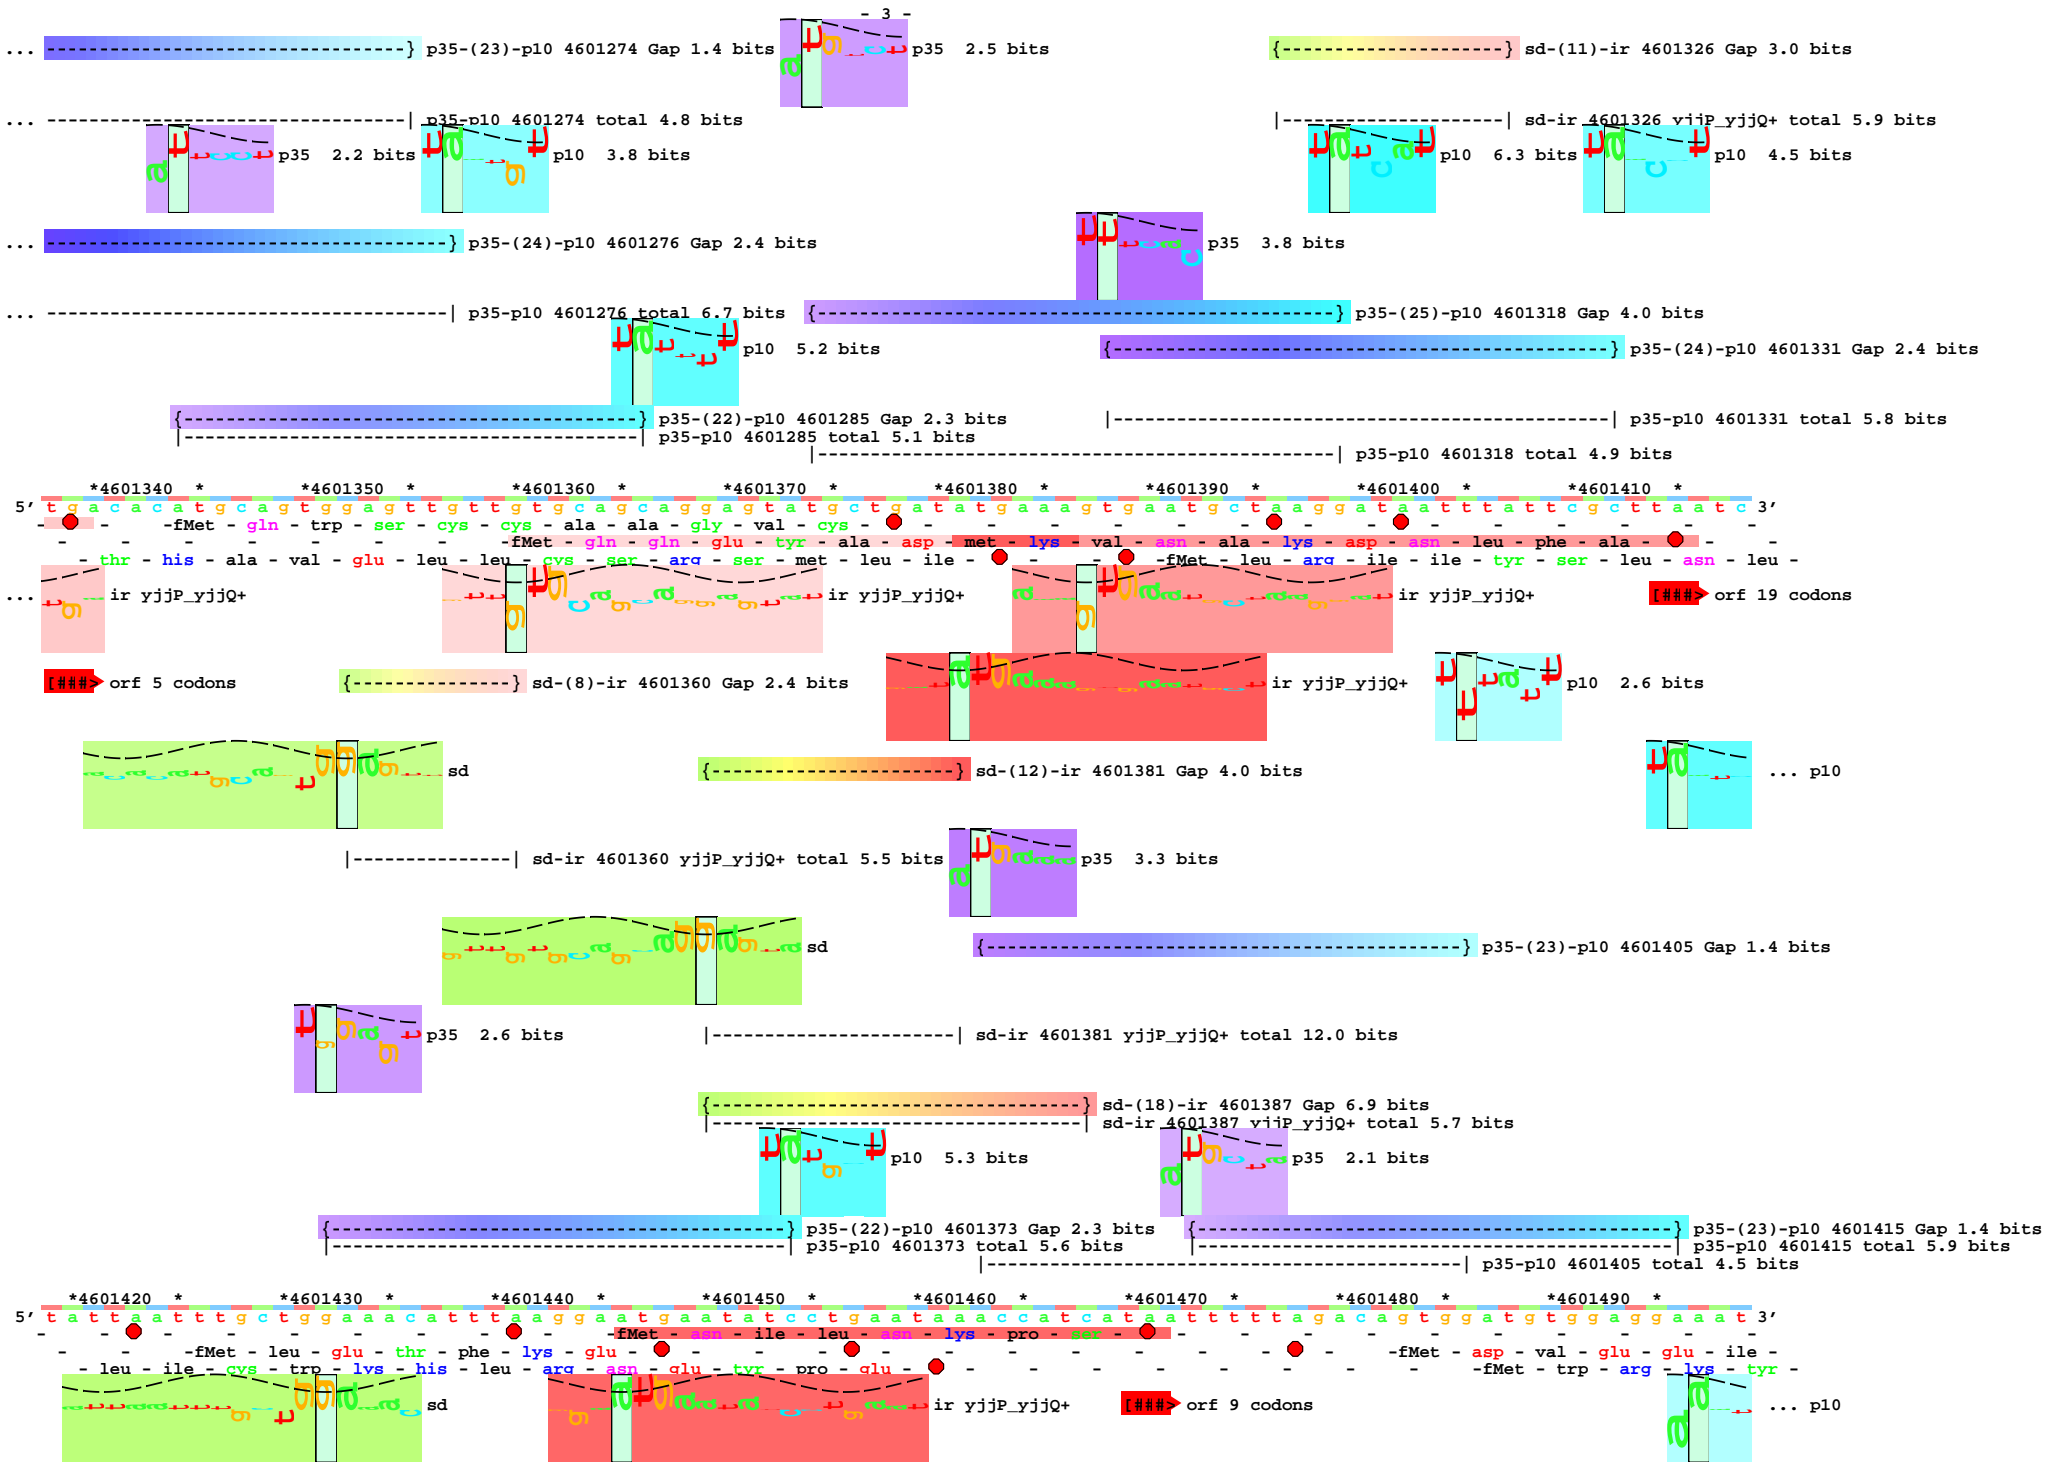 - 3 -
... -----------------------------------} p35-(23)-p10 4601274 Gap 1.4 bits
p35 2.5 bits
{---------------------} sd-(11)-ir 4601326 Gap 3.0 bits
... ----------------------------------| p35-p10 4601274 total 4.8 bits
|---------------------| sd-ir 4601326 yjjP_yjjQ+ total 5.9 bits
p35 2.2 bits
p10 3.8 bits
p10 6.3 bits
p10 4.5 bits
... --------------------------------------} p35-(24)-p10 4601276 Gap 2.4 bits
p35 3.8 bits
... --------------------------------------| p35-p10 4601276 total 6.7 bits
{-------------------------------------------------} p35-(25)-p10 4601318 Gap 4.0 bits
p10 5.2 bits
{-----------------------------------------------} p35-(24)-p10 4601331 Gap 2.4 bits
{-------------------------------------------} p35-(22)-p10 4601285 Gap 2.3 bits
|-----------------------------------------------| p35-p10 4601331 total 5.8 bits
|-------------------------------------------| p35-p10 4601285 total 5.1 bits
|-------------------------------------------------| p35-p10 4601318 total 4.9 bits
*4601340 * *4601350 * *4601360 * *4601370 * *4601380 * *4601390 * *4601400 * *4601410 *
5' t g a c a c a t g c a g t g g a g t t g t t g t g c a g c a g g a g t a t g c t g a t a t g a a a g t g a a t g c t a a g g a t a a t t t a t t c g c t t a a t c 3'
- - -fMet - gln - trp - ser - cys - cys - ala - ala - gly - val - cys -
fMet - gln - gln - glu - tyr - ala - asp - met - lys - val - asn - ala - lys - asp - asn - leu - phe - ala -
- thr - his - ala - val - glu - leu - leu - cys - ser - arg - ser - met - leu - ile - - - -fMet - leu - arg - ile - ile - tyr - ser - leu - asn - leu -
... ir yjjP_yjjQ+
ir yjjP_yjjQ+
ir yjjP_yjjQ+
[###> orf 19 codons
[###> orf 5 codons
{---------------} sd-(8)-ir 4601360 Gap 2.4 bits
ir yjjP_yjjQ+
p10 2.6 bits
sd
{-----------------------} sd-(12)-ir 4601381 Gap 4.0 bits
... p10
|---------------| sd-ir 4601360 yjjP_yjjQ+ total 5.5 bits
p35 3.3 bits
sd
{---------------------------------------------} p35-(23)-p10 4601405 Gap 1.4 bits
p35 2.6 bits
|-----------------------| sd-ir 4601381 yjjP_yjjQ+ total 12.0 bits
{-----------------------------------} sd-(18)-ir 4601387 Gap 6.9 bits
|-----------------------------------| sd-ir 4601387 yjjP_yjjQ+ total 5.7 bits
p10 5.3 bits
p35 2.1 bits
{-------------------------------------------} p35-(22)-p10 4601373 Gap 2.3 bits
{---------------------------------------------} p35-(23)-p10 4601415 Gap 1.4 bits
|-------------------------------------------| p35-p10 4601373 total 5.6 bits
|---------------------------------------------| p35-p10 4601415 total 5.9 bits
|---------------------------------------------| p35-p10 4601405 total 4.5 bits
*4601420 * *4601430 * *4601440 * *4601450 * *4601460 * *4601470 * *4601480 * *4601490 *
5' t a t t a a t t t g c t g g a a a c a t t t a a g g a a t g a a t a t c c t g a a t a a a c c a t c a t a a t t t t t a g a c a g t g g a t g t g g a g g a a a t 3'
-fMet - asn - ile - leu - asn - lys - pro - ser -
-fMet - leu - glu - thr - phe - lys - glu - -fMet - asp - val - glu - glu - ile -
- leu - ile - cys - trp - lys - his - leu - arg - asn - glu - tyr - pro - glu - -fMet - trp - arg - lys - tyr -
sd
ir yjjP_yjjQ+
[###> orf 9 codons
... p10